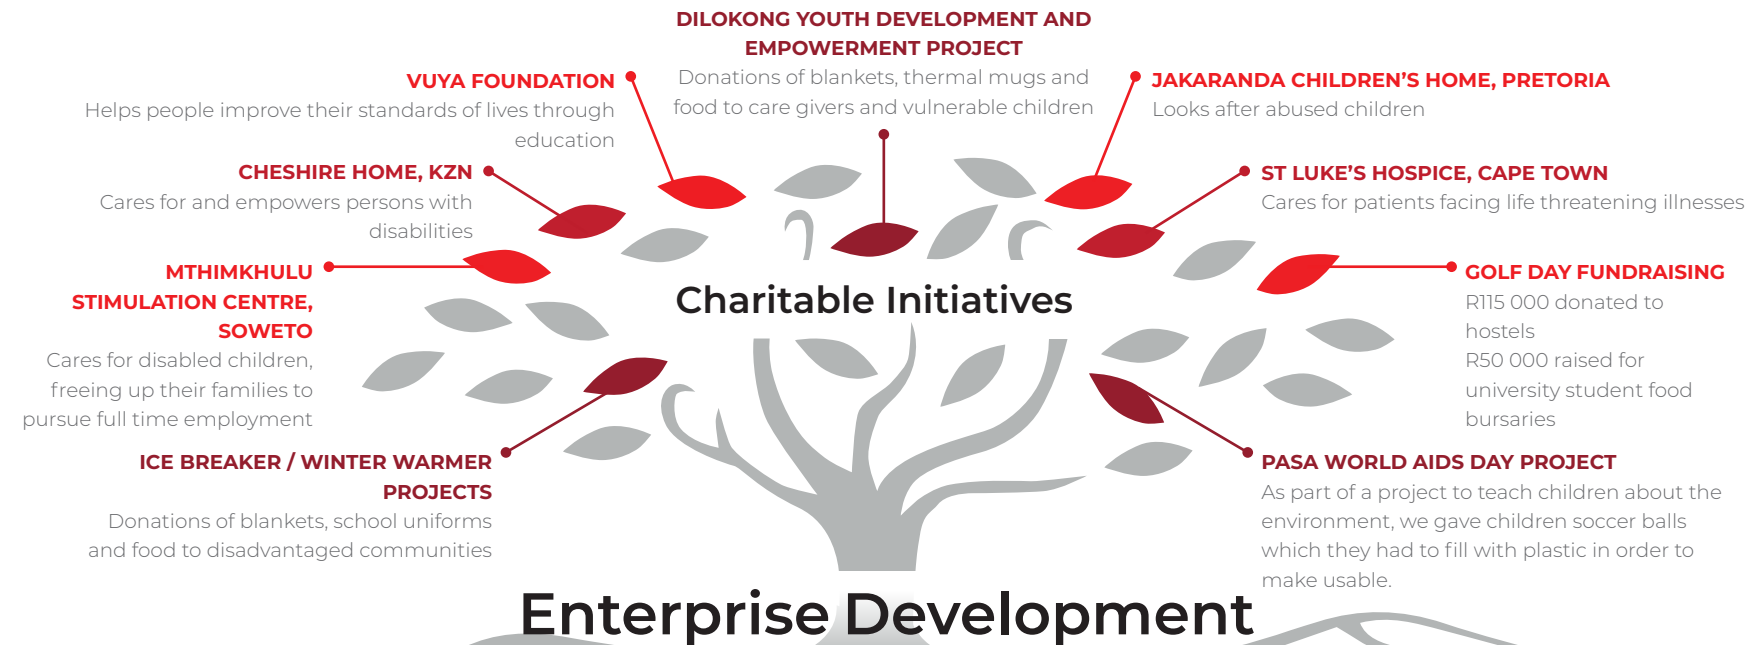 DILOKONG YOUTH DEVELOPMENT AND
EMPOWERMENT PROJECT
Donations of blankets, thermal mugs and
food to care givers and vulnerable children
VUYA FOUNDATION
Helps people improve their standards of lives through
education
JAKARANDA CHILDREN'S HOME, PRETORIA
Looks after abused children
CHESHIRE HOME, KZN
Cares for and empowers persons with
disabilities
ST LUKE'S HOSPICE, CAPE TOWN
Cares for patients facing life threatening illnesses
MTHIMKHULU
STIMULATION CENTRE,
SOWETO
Cares for disabled children,
freeing up their families to
pursue full time employment
Charitable Initiatives
GOLF DAY FUNDRAISING
R115 000 donated to
hostels
R50 000 raised for
university student food
bursaries
ICE BREAKER / WINTER WARMER
PROJECTS
Donations of blankets, school uniforms
and food to disadvantaged communities
PASA WORLD AIDS DAY PROJECT
As part of a project to teach children about the
environment, we gave children soccer balls
which they had to fill with plastic in order to
make usable.
Enterprise Development